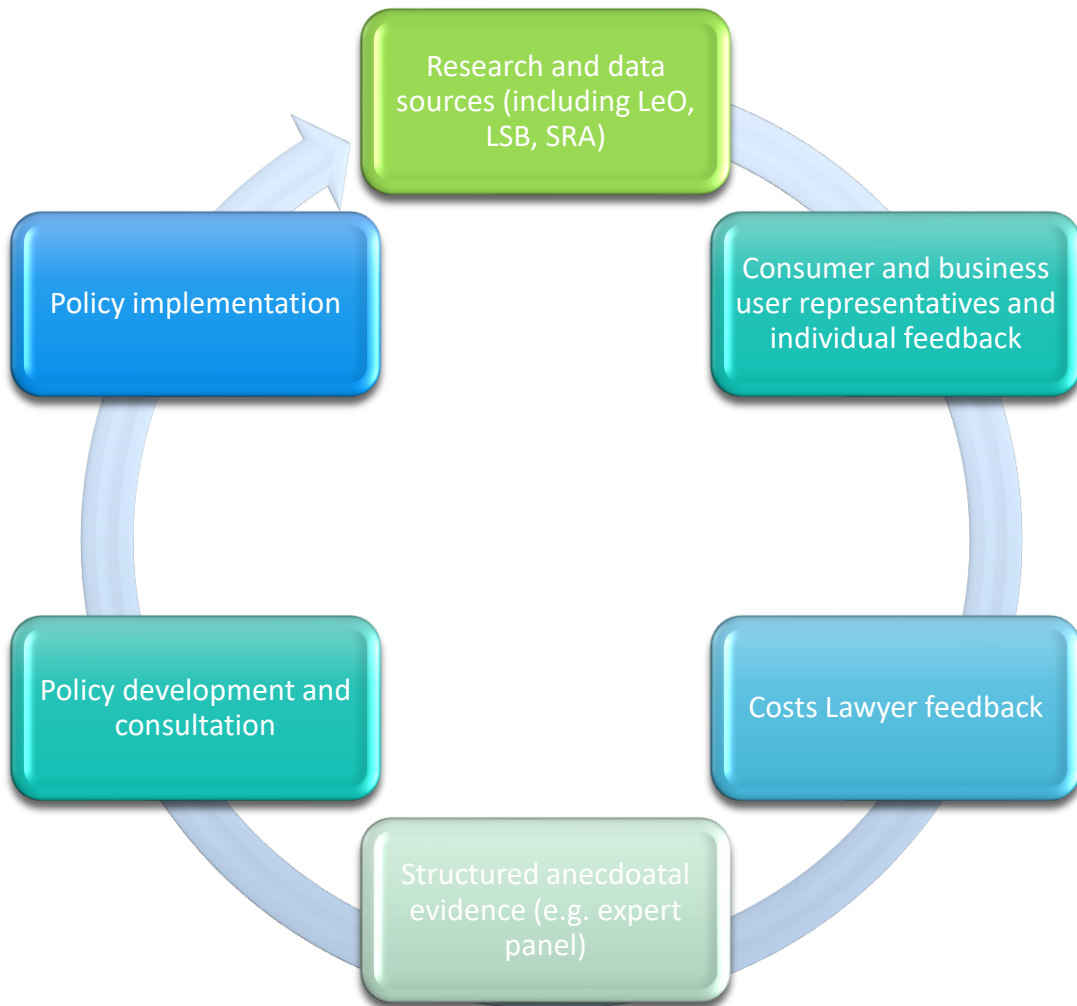 Research and data
sources (including LeO,
LSB, SRA)
Consumer and business
user representatives and
individual feedback
Costs Lawyer feedback
Structured anecdoatal
evidence (e.g. expert
panel)
Policy development and
consultation
Policy implementation